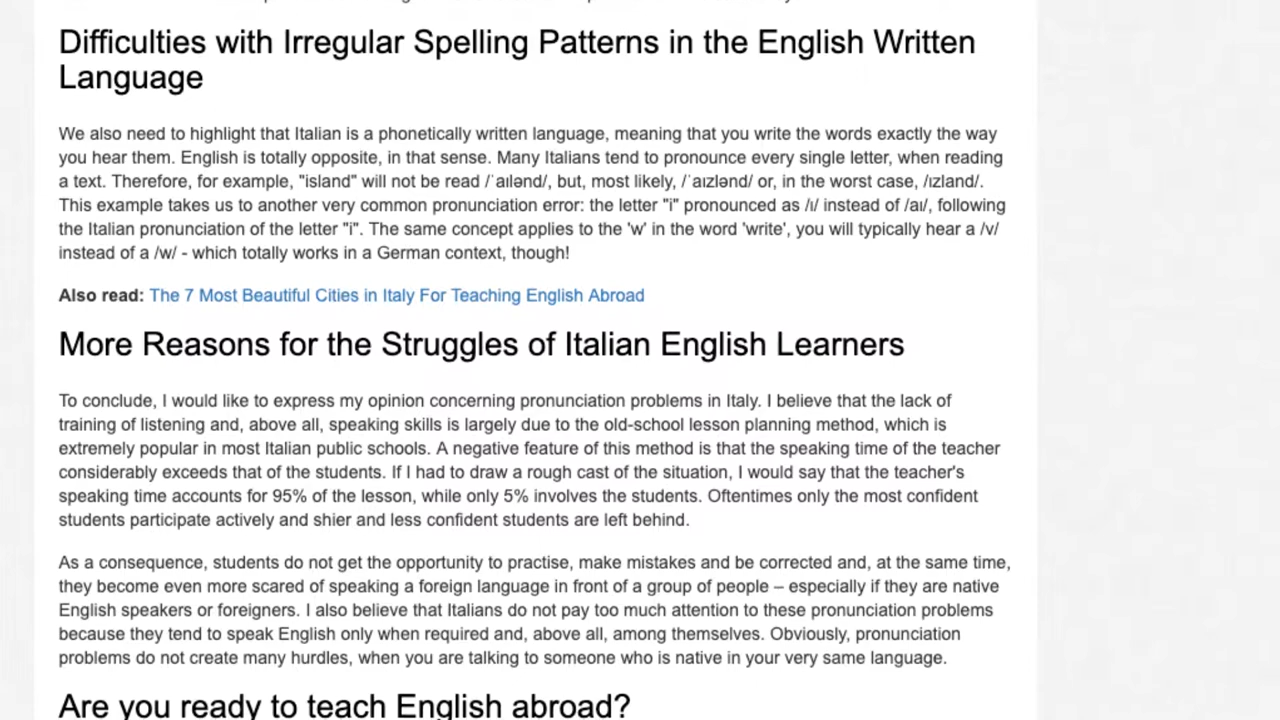 Difficulties with Irregular Spelling Patterns in the English Written
Language
We also need to highlight that Italian is a phonetically written language, meaning that you write the words exactly the way
you hear them. English is totally opposite, in that sense. Many Italians tend to pronounce every single letter, when reading
a text. Therefore, for example, "island" will not be read /ˈaɪlənd/, but, most likely, /ˈaɪzlənd/ or, in the worst case, /ɪzland/.
This example takes us to another very common pronunciation error: the letter "i" pronounced as /ɪ/ instead of /aɪ/, following
the Italian pronunciation of the letter "i". The same concept applies to the 'w' in the word 'write', you will typically hear a /v/
instead of a /w/ - which totally works in a German context, though!
Also read: The 7 Most Beautiful Cities in Italy For Teaching English Abroad
More Reasons for the Struggles of Italian English Learners
To conclude, I would like to express my opinion concerning pronunciation problems in Italy. I believe that the lack of
training of listening and, above all, speaking skills is largely due to the old-school lesson planning method, which is
extremely popular in most Italian public schools. A negative feature of this method is that the speaking time of the teacher
considerably exceeds that of the students. If I had to draw a rough cast of the situation, I would say that the teacher's
speaking time accounts for 95% of the lesson, while only 5% involves the students. Oftentimes only the most confident
students participate actively and shier and less confident students are left behind.
As a consequence, students do not get the opportunity to practise, make mistakes and be corrected and, at the same time,
they become even more scared of speaking a foreign language in front of a group of people – especially if they are native
English speakers or foreigners. I also believe that Italians do not pay too much attention to these pronunciation problems
because they tend to speak English only when required and, above all, among themselves. Obviously, pronunciation
problems do not create many hurdles, when you are talking to someone who is native in your very same language.
Are you ready to teach English abroad?